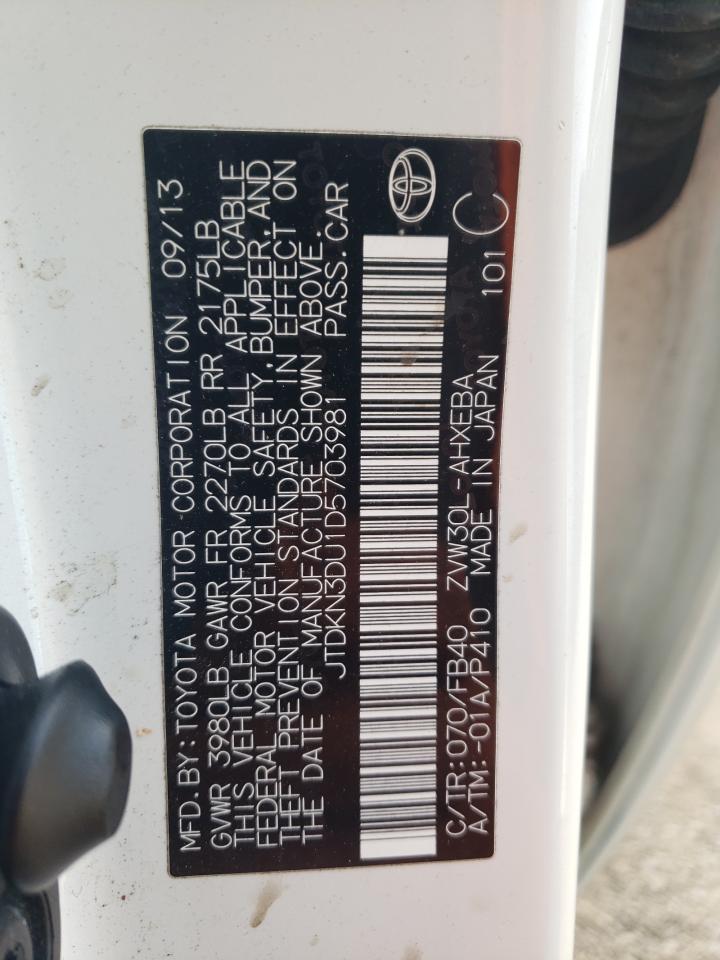 MFD.BY:TOYOTA MOTOR CORPORATION 09/13
GVWR 3980LB GAWR FR 2270LB RR 2175LB
THIS VEHICLE CONFORMS TO ALL APPLICABLE
FEDERAL MOTOR VEHICLE SAFETY,BUMPER,AND
THEFT PREVENTION STANDARDS IN EFFECT ON
THE DATE OF MANUFACTURE SHOWN ABOVE.
JTDKN3DU1D5703981 PASS.CAR
C/TR:070/FB40 ZVW30L-AHXEBA
A/TM:-01A/P410 MADE IN JAPAN 101 C